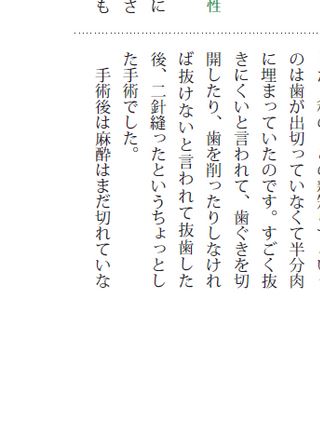 性
に
さ
も
のは歯が出切っていなくて半分肉
に埋まっていたのです。すごく抜
きにくいと言われて、歯ぐきを切
開したり、歯を削ったりしなけれ
ば抜けないと言われて抜歯した
後、二針縫ったというちょっとし
た手術でした。
手術後は麻酔はまだ切れていな